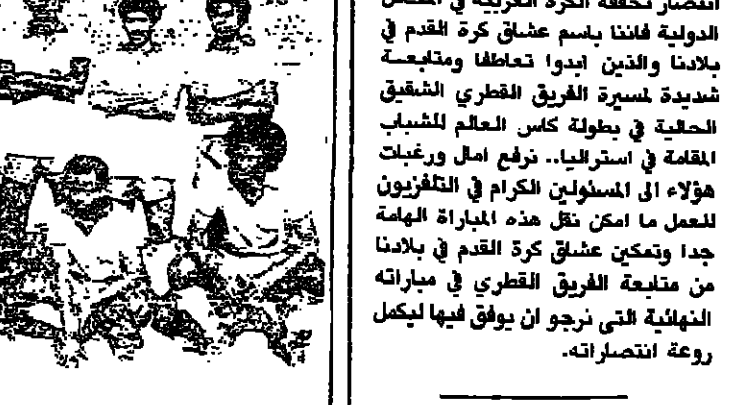 انتصار تحققه الكرة العربية في
الدولية فاننا باسم عشاق كرة القدم في
بلادنا والذين ابدوا تعاطفا ومتابعة
شديدة لمسيرة الفريق القطري الشقيق
الحالية في بطولة كاس العالم للشباب
المقامة في استراليا.. نرفع امال ورغبات
هؤلاء الى المسئولين الكرام في التلفزيون
للعمل ما امكن نقل هذه المباراة الهامة
جدا وتمكين عشاق كرة القدم في بلادنا
من متابعة الفريق القطري في مباراته
النهائية التي نرجو ان يوفق فيها ليكمل
روعة انتصاراته.